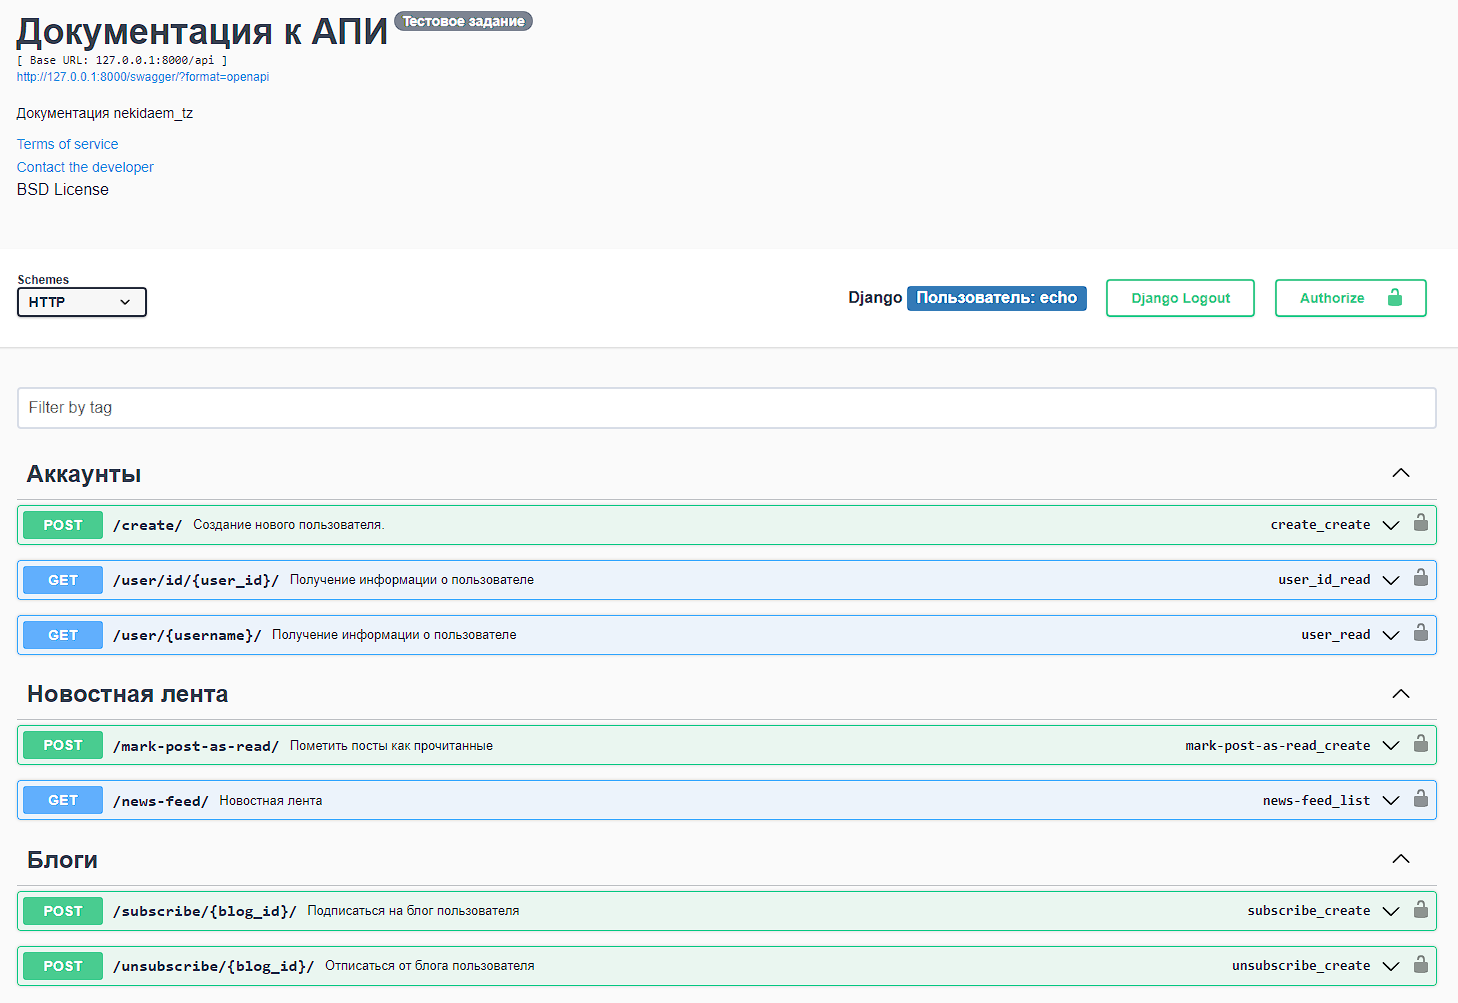 Документация к АПИ Тестовое задание
[ Base URL: 127.0.0.1:8000/api ]
http://127.0.0.1:8000/swagger/?format=openapi
Документация nekidaem_tz
Terms of service
Contact the developer
BSD License
Schemes
HTTP
Django Пользователь: echo Django Logout Authorize
Filter by tag
Аккаунты
POST /create/ Создание нового пользователя. create_create
GET /user/id/{user_id}/ Получение информации о пользователе user_id_read
GET /user/{username}/ Получение информации о пользователе user_read
Новостная лента
POST /mark-post-as-read/ Пометить посты как прочитанные mark-post-as-read_create
GET /news-feed/ Новостная лента news-feed_list
Блоги
POST /subscribe/{blog_id}/ Подписаться на блог пользователя subscribe_create
POST /unsubscribe/{blog_id}/ Отписаться от блога пользователя unsubscribe_create